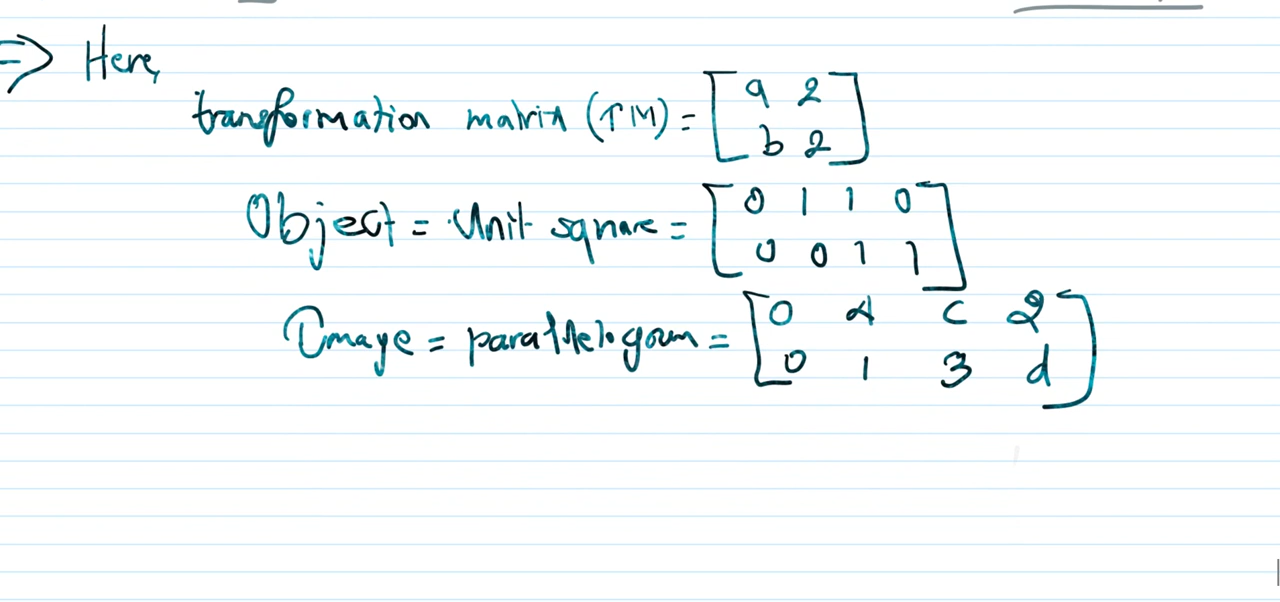 => Here,
transformation matrix (TM) = [a 2
b 2]
Object = Unit square = [0 1 1 0
0 0 1 1]
Image = parallelogram = [0 4 c 2
0 1 3 d]